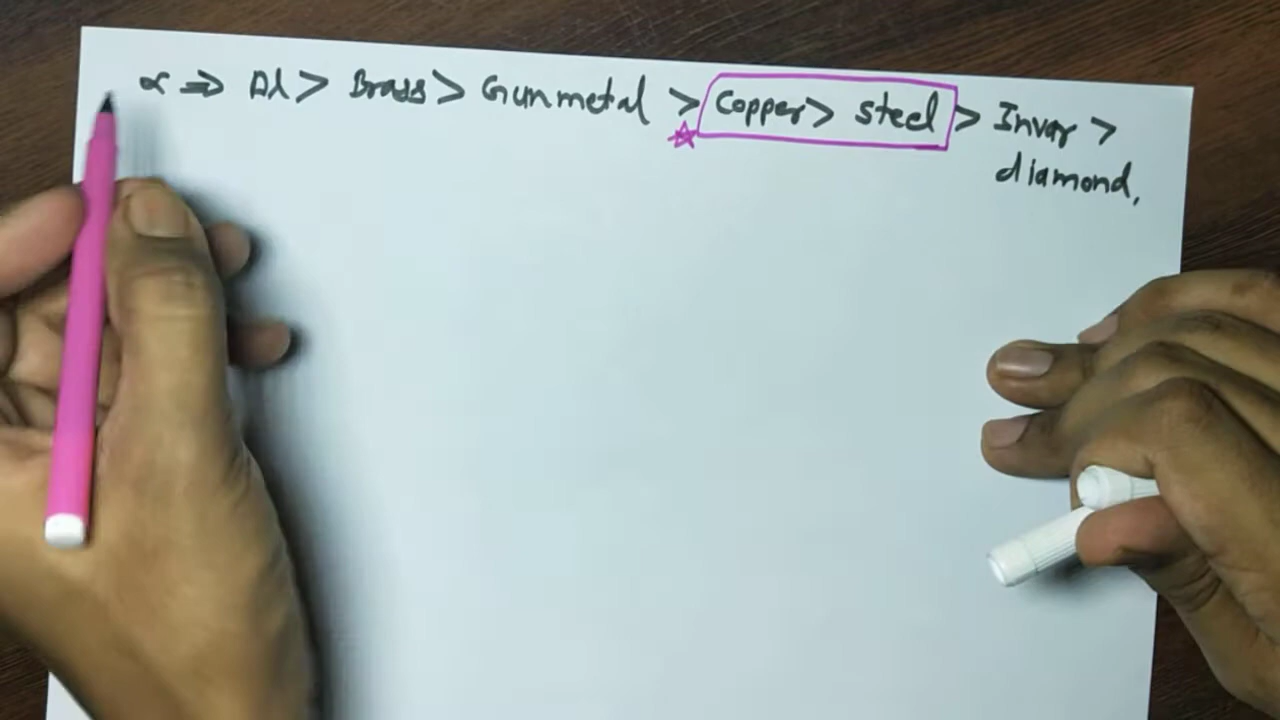 α ⇒ Al > Brass > Gunmetal > Copper > steel > Invar >
diamond,